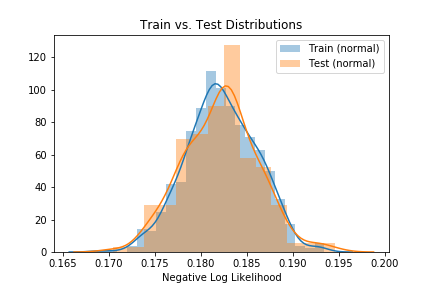 Train vs. Test Distributions
Train (normal)
Test (normal)
120
100
80
60
40
20
0
0.165 0.170 0.175 0.180 0.185 0.190 0.195 0.200
Negative Log Likelihood